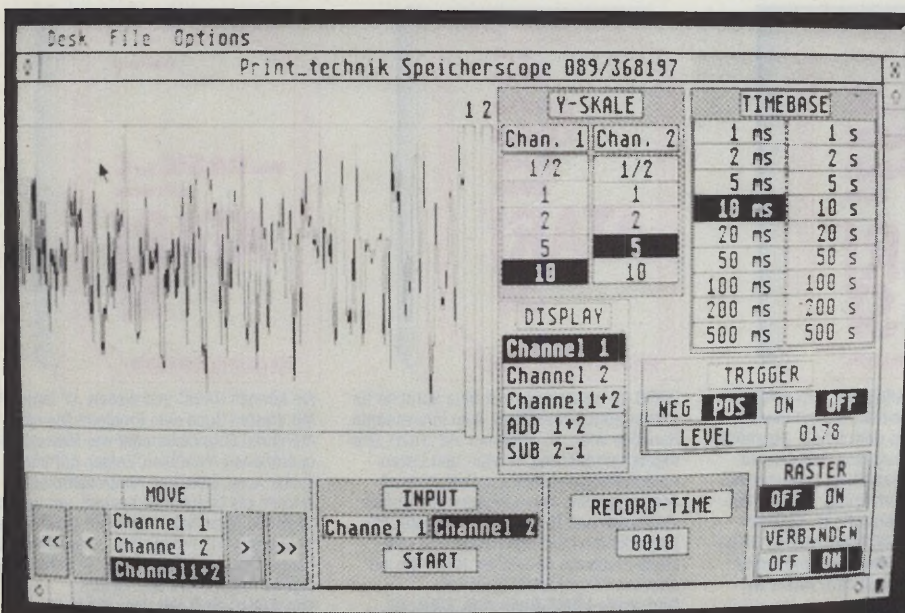 Desk File Options
Print_technik Speicherscope 089/368197
1 2
Y-SKALE
Chan. 1 Chan. 2
1/2 1/2
1 1
2 2
5 5
10 10
TIMEBASE
1 ms 1 s
2 ms 2 s
5 ms 5 s
10 ms 10 s
20 ms 20 s
50 ms 50 s
100 ms 100 s
200 ms 200 s
500 ms 500 s
DISPLAY
Channel 1
Channel 2
Channel1+2
ADD 1+2
SUB 2-1
TRIGGER
NEG POS ON OFF
LEVEL 0178
MOVE
<< < Channel 1
Channel 2
Channel1+2 > >>
INPUT
Channel 1 Channel 2
START
RECORD-TIME
0010
RASTER
OFF ON
VERBINDEN
OFF ON